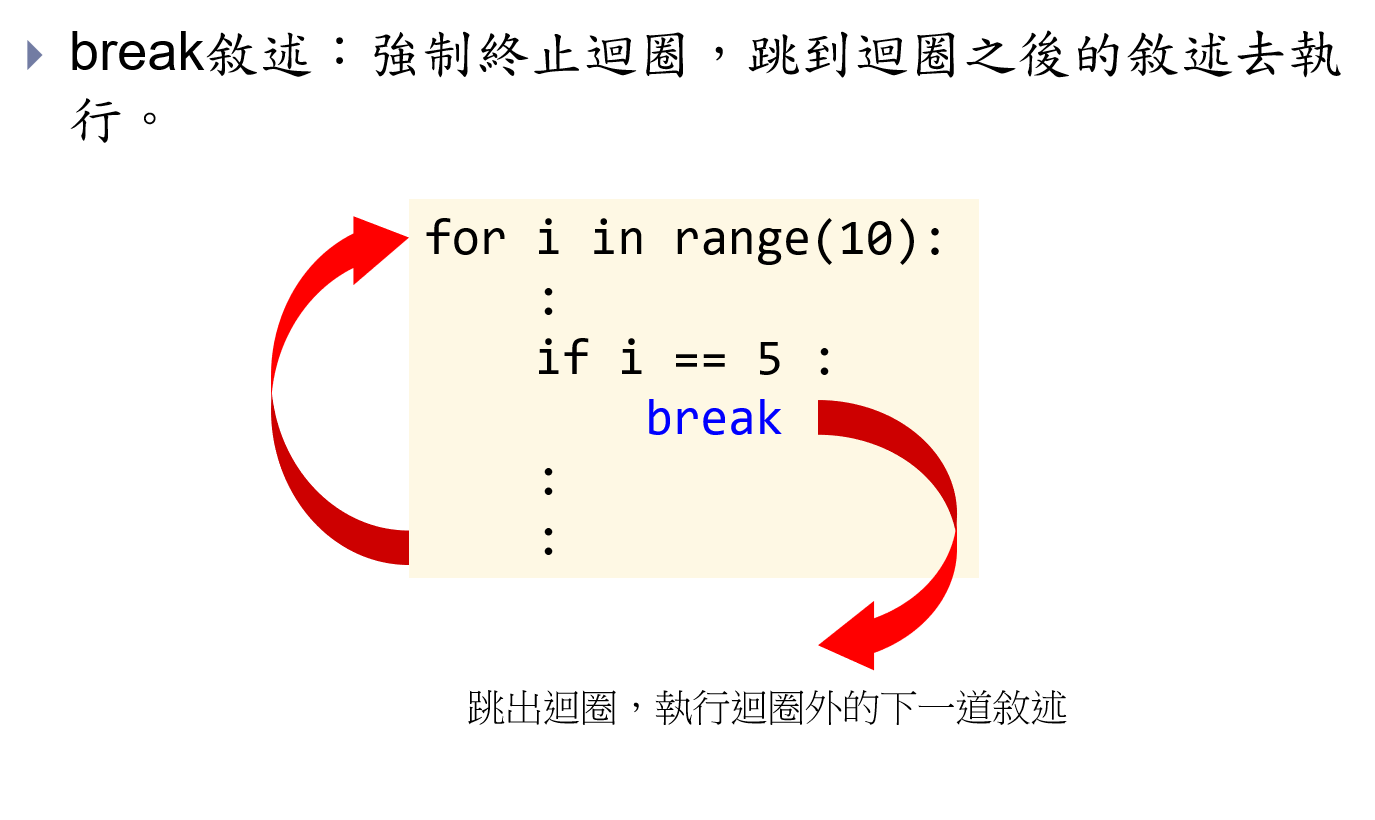 break敘述：強制終止迴圈，跳到迴圈之後的敘述去執
行。
for i in range(10):
    :
    if i == 5 :
        break
    :
    :
跳出迴圈，執行迴圈外的下一道敘述